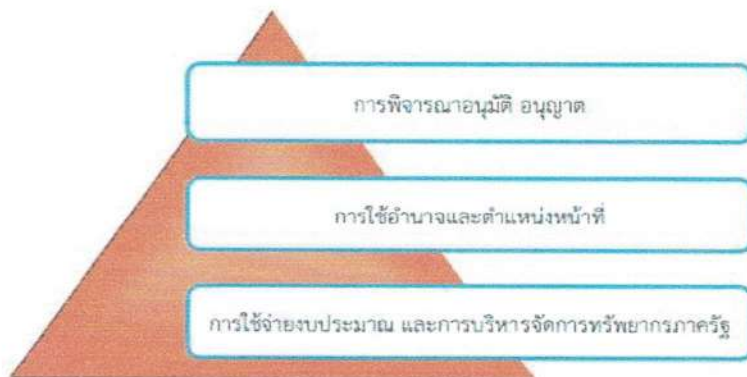 การพิจารณาอนุมัติ อนุญาต
การใช้อำนาจและตำแหน่งหน้าที่
การใช้จ่ายงบประมาณ และการบริหารจัดการทรัพยากรภาครัฐ